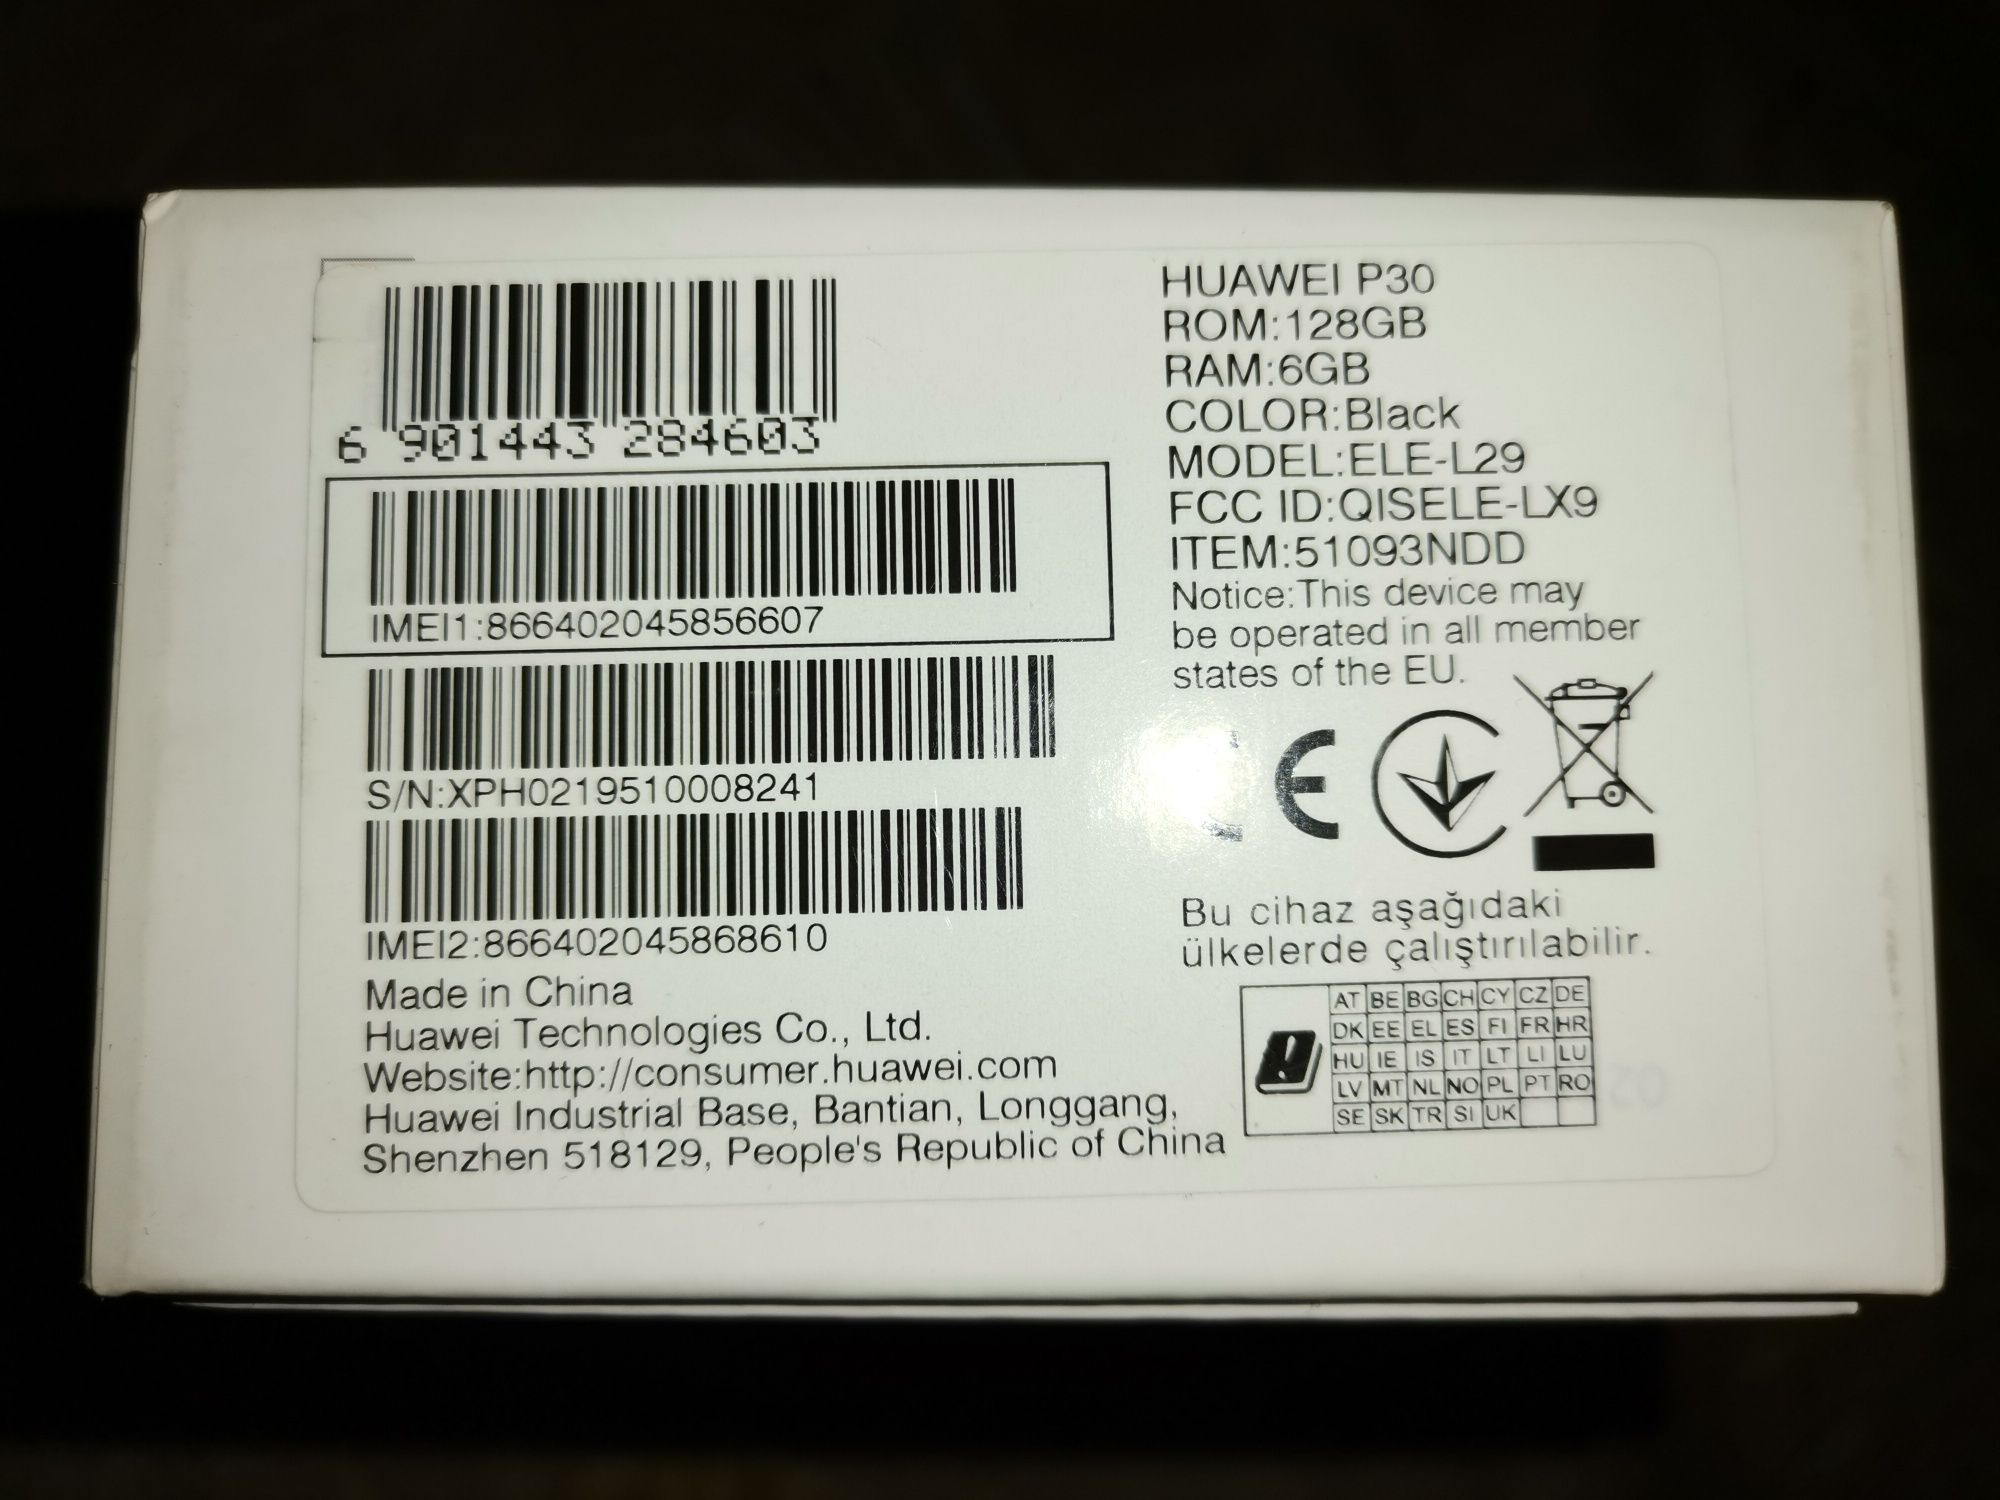 6 901443 284603
IMEI1:866402045856607
S/N:XPH0219510008241
IMEI2:866402045868610
Made in China
Huawei Technologies Co., Ltd.
Website:http://consumer.huawei.com
Huawei Industrial Base, Bantian, Longgang,
Shenzhen 518129, People's Republic of China
HUAWEI P30
ROM:128GB
RAM:6GB
COLOR:Black
MODEL:ELE-L29
FCC ID:QISELE-LX9
ITEM:51093NDD
Notice:This device may
be operated in all member
states of the EU.
CE
Bu cihaz aşağıdaki
ülkelerde çalıştırılabilir.
AT BE BG CH CY CZ DE
DK EE EL ES FI FR HR
HU IE IS IT LT LI LU
LV MT NL NO PL PT RO
SE SK TR SI UK